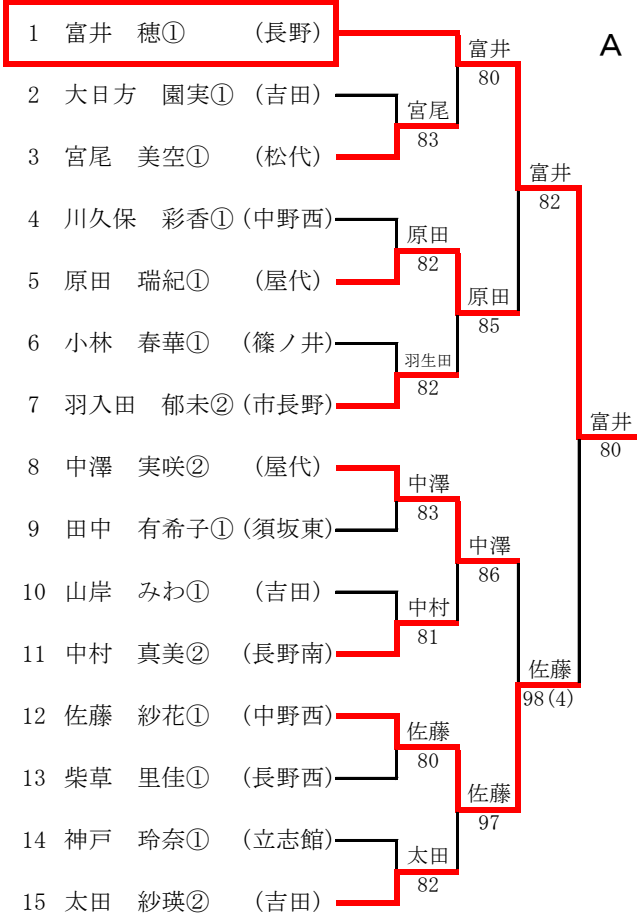 A
1 富井 穂① (長野)
2 大日方 園実① (吉田)
3 宮尾 美空① (松代)
4 川久保 彩香① (中野西)
5 原田 瑞紀① (屋代)
6 小林 春華① (篠ノ井)
7 羽入田 郁未② (市長野)
8 中澤 実咲② (屋代)
9 田中 有希子① (須坂東)
10 山岸 みわ① (吉田)
11 中村 真美② (長野南)
12 佐藤 紗花① (中野西)
13 柴草 里佳① (長野西)
14 神戸 玲奈① (立志館)
15 太田 紗瑛② (吉田)
宮尾
83
原田
82
羽生田
82
中澤
83
中村
81
佐藤
80
太田
82
富井
80
原田
85
中澤
86
佐藤
97
富井
82
佐藤
98(4)
富井
80